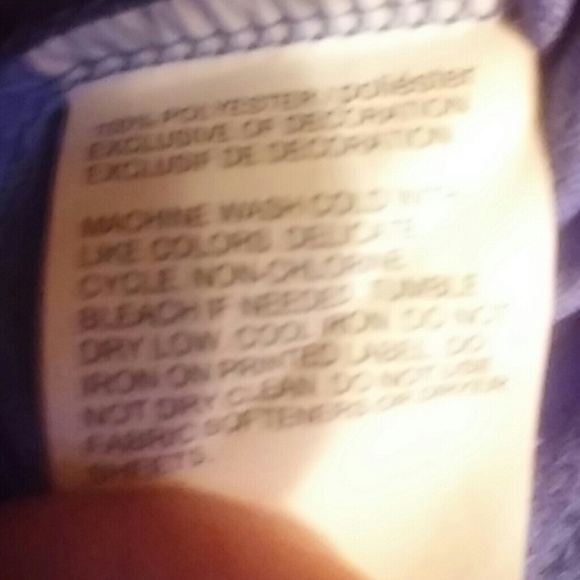 100% POLYESTER / poliéster
EXCLUSIVE OF DECORATION
EXCLUSIF DE DECORATION
MACHINE WASH COLD WITH
LIKE COLORS. DELICATE
CYCLE. NON-CHLORINE
BLEACH IF NEEDED. TUMBLE
DRY LOW. COOL IRON. DO NOT
IRON ON PRINTED LABEL. DO
NOT DRY CLEAN. DO NOT USE
FABRIC SOFTENERS OR DRYER
SHEETS.